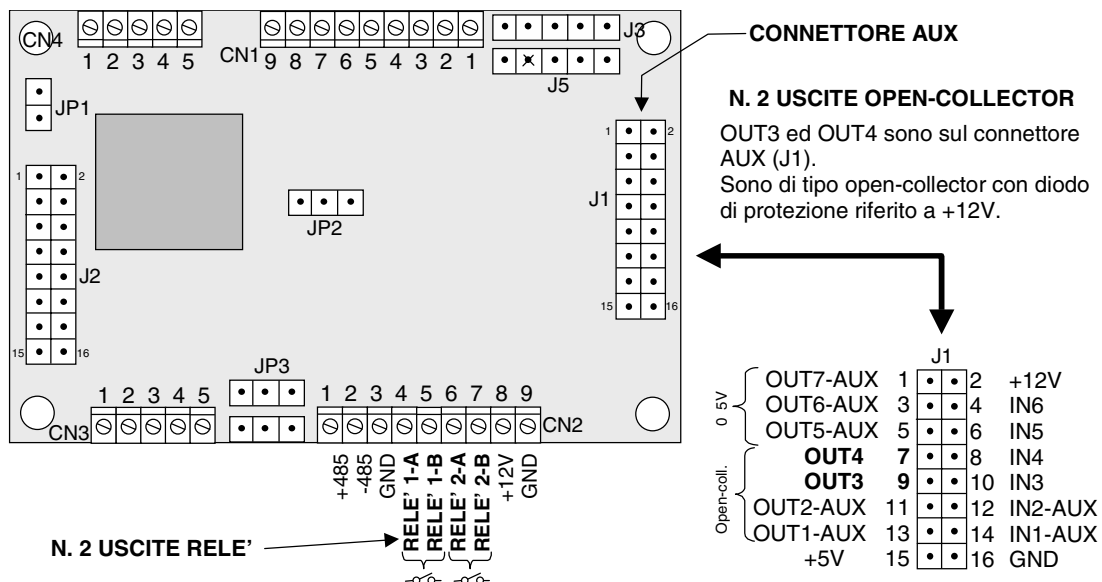 CN4
1 2 3 4 5
CN1
9 8 7 6 5 4 3 2 1
J3
J5
CONNETTORE AUX
N. 2 USCITE OPEN-COLLECTOR
OUT3 ed OUT4 sono sul connettore
AUX (J1).
Sono di tipo open-collector con diodo
di protezione riferito a +12V.
JP1
1 2
J1
15 16
JP2
1 2
J2
15 16
JP3
1 2 3 4 5
CN3
1 2 3 4 5 6 7 8 9
CN2
+485
-485
GND
RELE' 1-A
RELE' 1-B
RELE' 2-A
RELE' 2-B
+12V
GND
N. 2 USCITE RELE'
J1
0 5V
Open-coll.
OUT7-AUX 1 2 +12V
OUT6-AUX 3 4 IN6
OUT5-AUX 5 6 IN5
OUT4 7 8 IN4
OUT3 9 10 IN3
OUT2-AUX 11 12 IN2-AUX
OUT1-AUX 13 14 IN1-AUX
+5V 15 16 GND